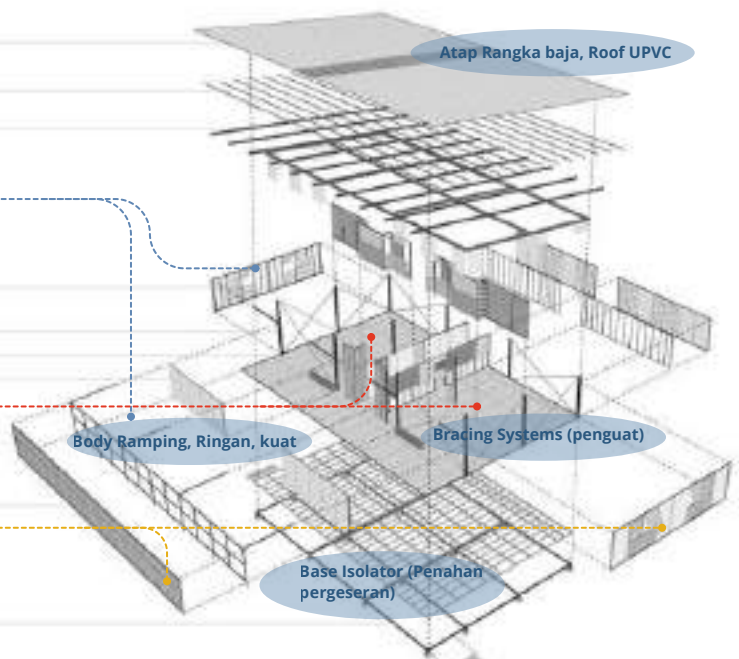 Atap Rangka baja, Roof UPVC
Body Ramping, Ringan, kuat
Bracing Systems (penguat)
Base Isolator (Penahan
pergeseran)